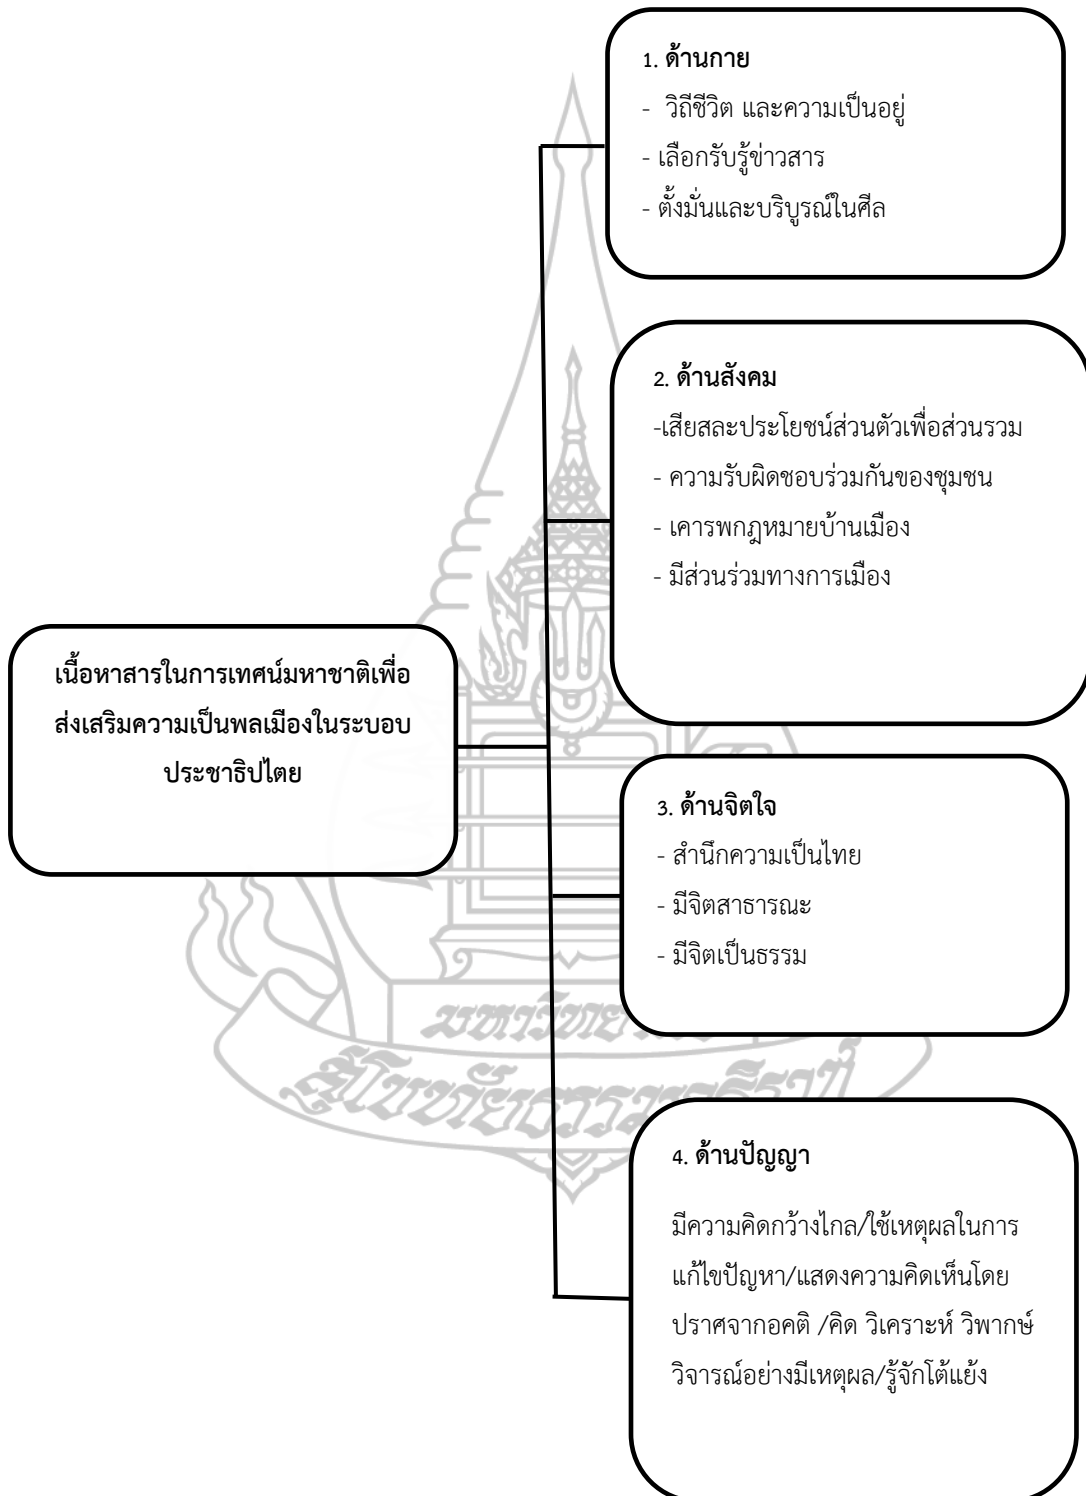 1. ด้านกาย
- วิถีชีวิต และความเป็นอยู่
- เลือกรับรู้ข่าวสาร
- ตั้งมั่นและบริบูรณ์ในศีล
2. ด้านสังคม
-เสียสละประโยชน์ส่วนตัวเพื่อส่วนรวม
- ความรับผิดชอบร่วมกันของชุมชน
- เคารพกฎหมายบ้านเมือง
- มีส่วนร่วมทางการเมือง
เนื้อหาสารในการเทศน์มหาชาติเพื่อ
ส่งเสริมความเป็นพลเมืองในระบอบ
ประชาธิปไตย
3. ด้านจิตใจ
- สำนึกความเป็นไทย
- มีจิตสาธารณะ
- มีจิตเป็นธรรม
4. ด้านปัญญา
มีความคิดกว้างไกล/ใช้เหตุผลในการ
แก้ไขปัญหา/แสดงความคิดเห็นโดย
ปราศจากอคติ /คิด วิเคราะห์ วิพากษ์
วิจารณ์อย่างมีเหตุผล/รู้จักโต้แย้ง